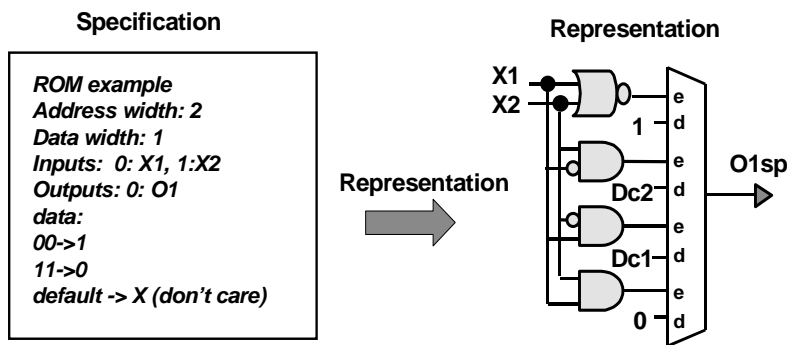 Specification
ROM example
Address width: 2
Data width: 1
Inputs:  0: X1, 1:X2
Outputs: 0: O1
data:
00->1
11->0
default -> X (don't care)
Representation
Representation
X1
X2
e
1 d
e
Dc2 d
e
Dc1 d
e
0 d
O1sp